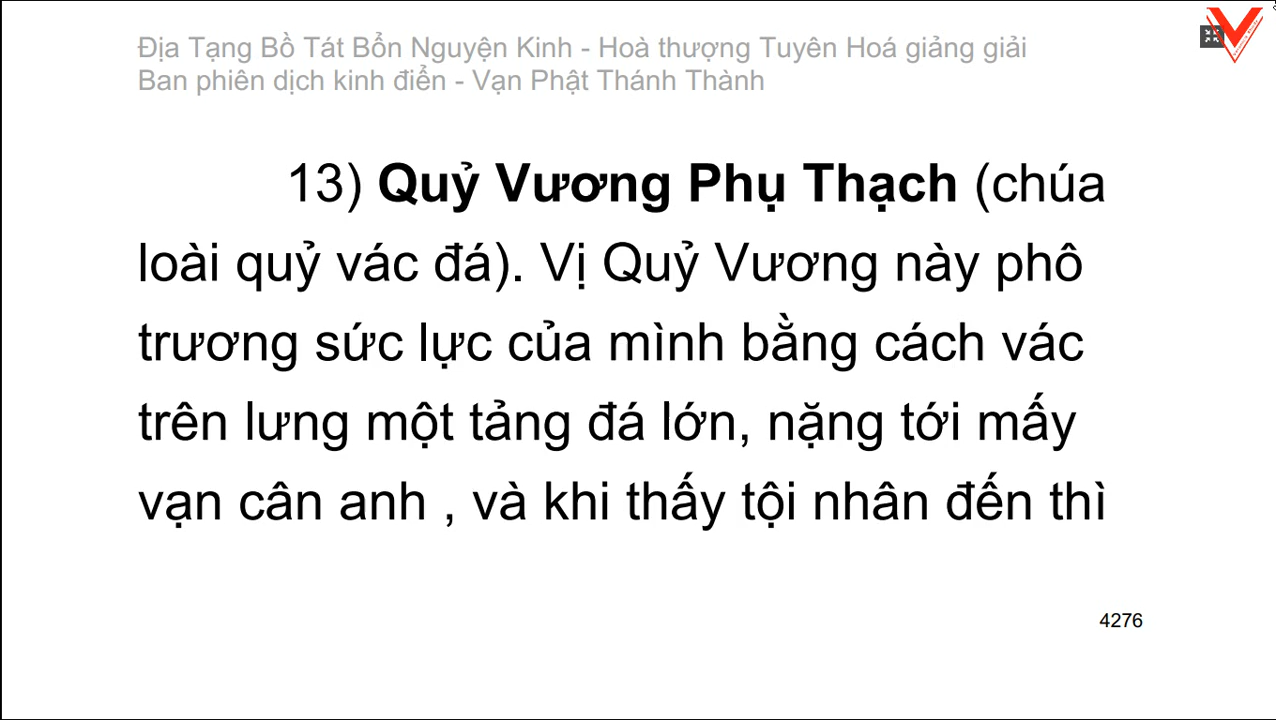 Địa Tạng Bồ Tát Bổn Nguyện Kinh - Hoà thượng Tuyên Hoá giảng giải
Ban phiên dịch kinh điển - Vạn Phật Thánh Thành
13) Quỷ Vương Phụ Thạch (chúa
loài quỷ vác đá). Vị Quỷ Vương này phô
trương sức lực của mình bằng cách vác
trên lưng một tảng đá lớn, nặng tới mấy
vạn cân anh , và khi thấy tội nhân đến thì
4276